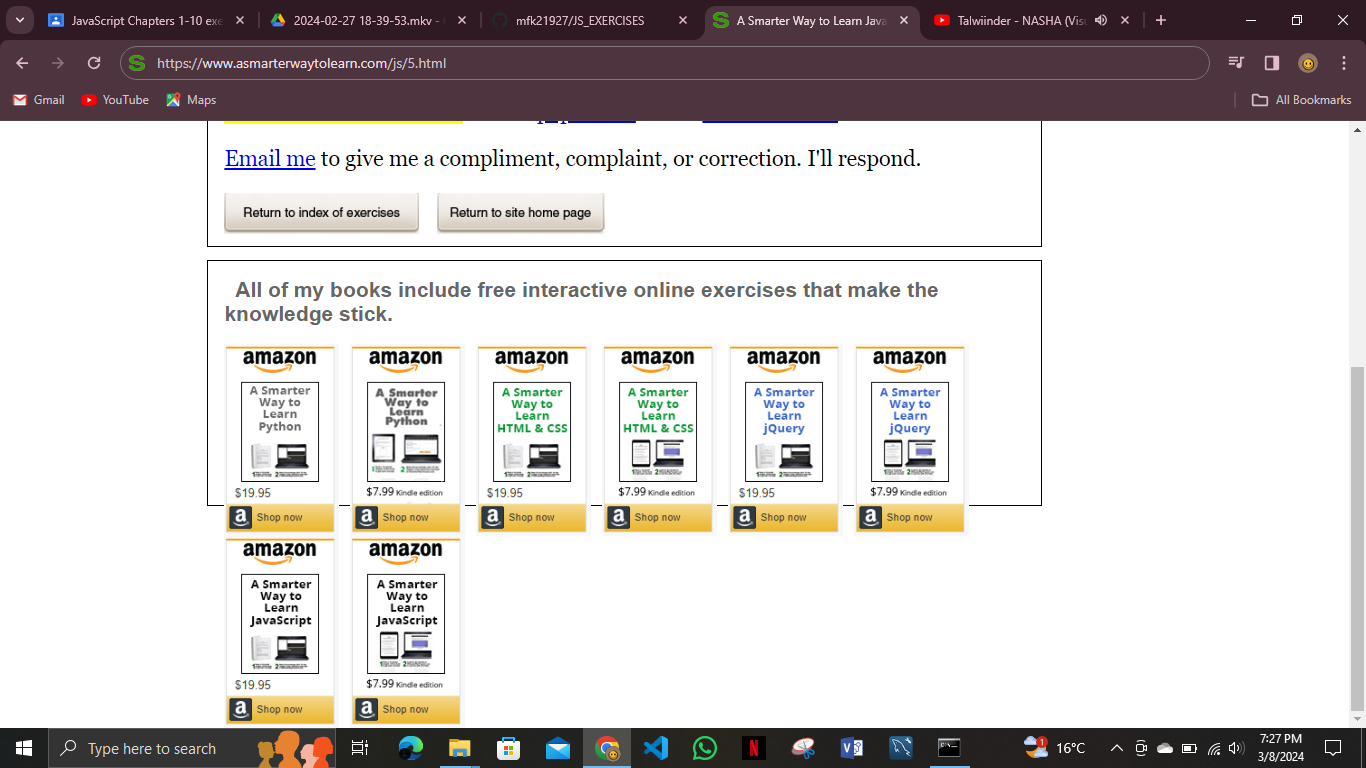 JavaScript Chapters 1-10 exe
2024-02-27 18-39-53.mkv -
mfk21927/JS_EXERCISES
A Smarter Way to Learn Java
Talwiinder - NASHA (Vis
https://www.asmarterwaytolearn.com/js/5.html
Gmail
YouTube
Maps
All Bookmarks
Email me to give me a compliment, complaint, or correction. I'll respond.
Return to index of exercises
Return to site home page
All of my books include free interactive online exercises that make the
knowledge stick.
amazon
A Smarter
Way to
Learn
Python
$19.95
Shop now
amazon
A Smarter
Way to
Learn
Python
$7.99 Kindle edition
Shop now
amazon
A Smarter
Way to
Learn
HTML & CSS
$19.95
Shop now
amazon
A Smarter
Way to
Learn
HTML & CSS
$7.99 Kindle edition
Shop now
amazon
A Smarter
Way to
Learn
jQuery
$19.95
Shop now
amazon
A Smarter
Way to
Learn
jQuery
$7.99 Kindle edition
Shop now
amazon
A Smarter
Way to
Learn
JavaScript
$19.95
Shop now
amazon
A Smarter
Way to
Learn
JavaScript
$7.99 Kindle edition
Shop now
Type here to search
1
16°C
7:27 PM
3/8/2024